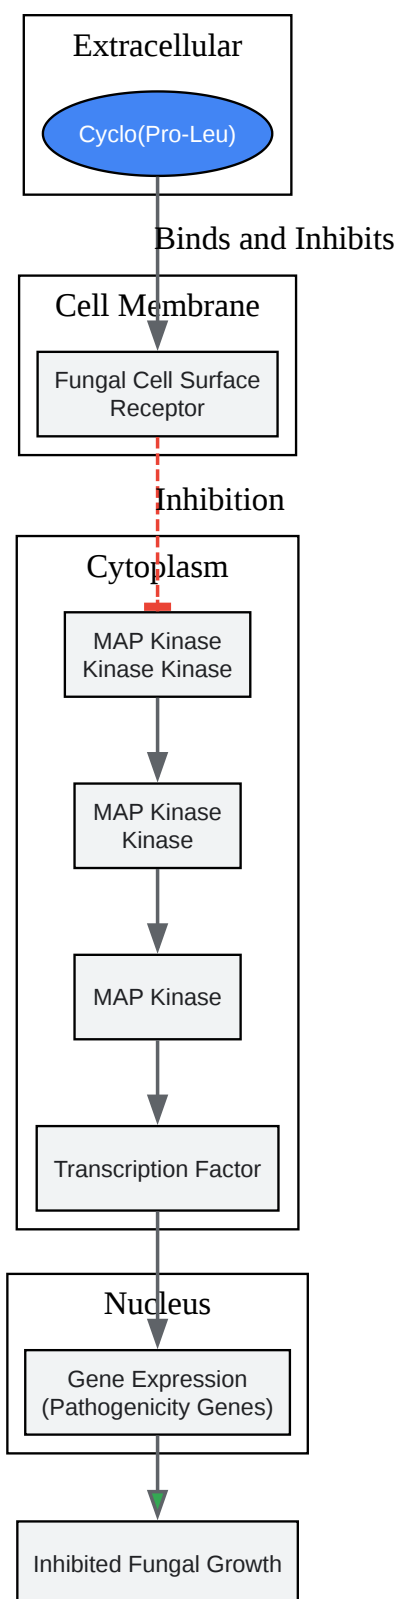 Extracellular
Cyclo(Pro-Leu)
Binds and Inhibits
Cell Membrane
Fungal Cell Surface
Receptor
Inhibition
Cytoplasm
MAP Kinase
Kinase Kinase
MAP Kinase
Kinase
MAP Kinase
Transcription Factor
Nucleus
Gene Expression
(Pathogenicity Genes)
Inhibited Fungal Growth